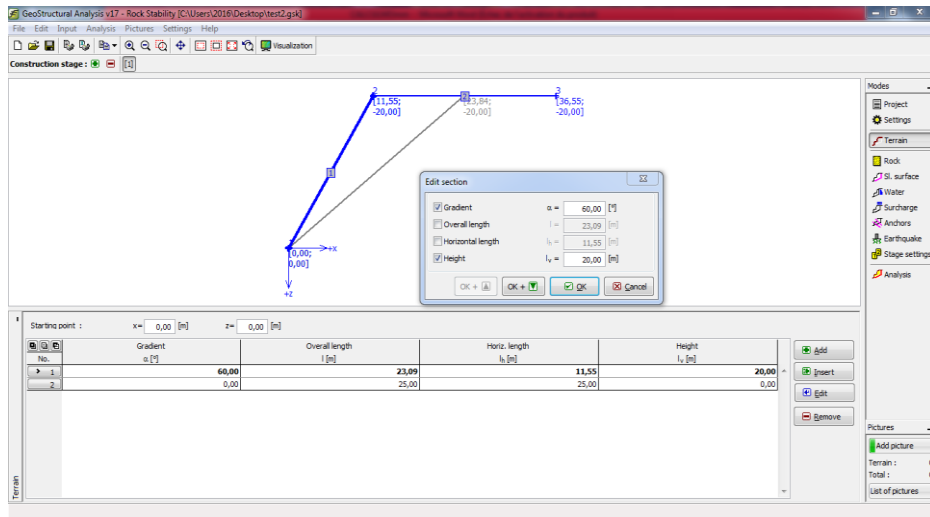 GeoStructural Analysis v17 - Rock Stability [C:\Users\2016\Desktop\test2.gsk]
File Edit Input Analysis Pictures Settings Help
Visualization
Construction stage : [1]
2
[11,55;
-20,00]
2
[23,84;
-20,00]
3
[36,55;
-20,00]
1
[0,00;
0,00]
+x
+z
Edit section
Gradient α = 60,00 [°]
Overall length l = 23,09 [m]
Horizontal length lh = 11,55 [m]
Height lv = 20,00 [m]
OK + OK + OK Cancel
Modes
Project
Settings
Terrain
Rock
Sl. surface
Water
Surcharge
Anchors
Earthquake
Stage settings
Analysis
Starting point : x= 0,00 [m] z= 0,00 [m]
No. Gradient Overall length Horiz. length Height
α [°] l [m] lh [m] lv [m]
1 60,00 23,09 11,55 20,00
2 0,00 25,00 25,00 0,00
Add
Insert
Edit
Remove
Terrain
Pictures
Add picture
Terrain :
Total :
List of pictures